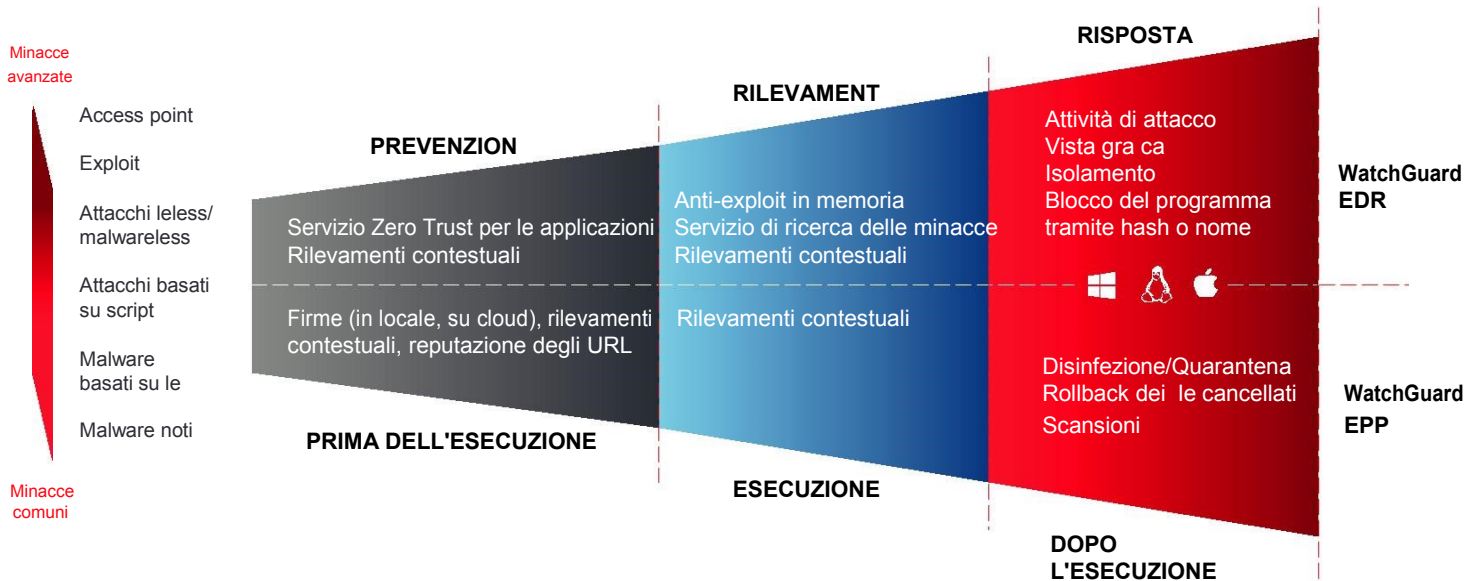 Minacce
avanzate
Access point
Exploit
Attacchi leless/
malwareless
Attacchi basati
su script
Malware
basati su le
Malware noti
Minacce
comuni
PREVENZION
Servizio Zero Trust per le applicazioni
Rilevamenti contestuali
Firme (in locale, su cloud), rilevamenti
contestuali, reputazione degli URL
PRIMA DELL'ESECUZIONE
RILEVAMENT
Anti-exploit in memoria
Servizio di ricerca delle minacce
Rilevamenti contestuali
Rilevamenti contestuali
ESECUZIONE
RISPOSTA
Attività di attacco
Vista gra ca
Isolamento
Blocco del programma
tramite hash o nome
Disinfezione/Quarantena
Rollback dei le cancellati
Scansioni
DOPO
L'ESECUZIONE
WatchGuard
EDR
WatchGuard
EPP